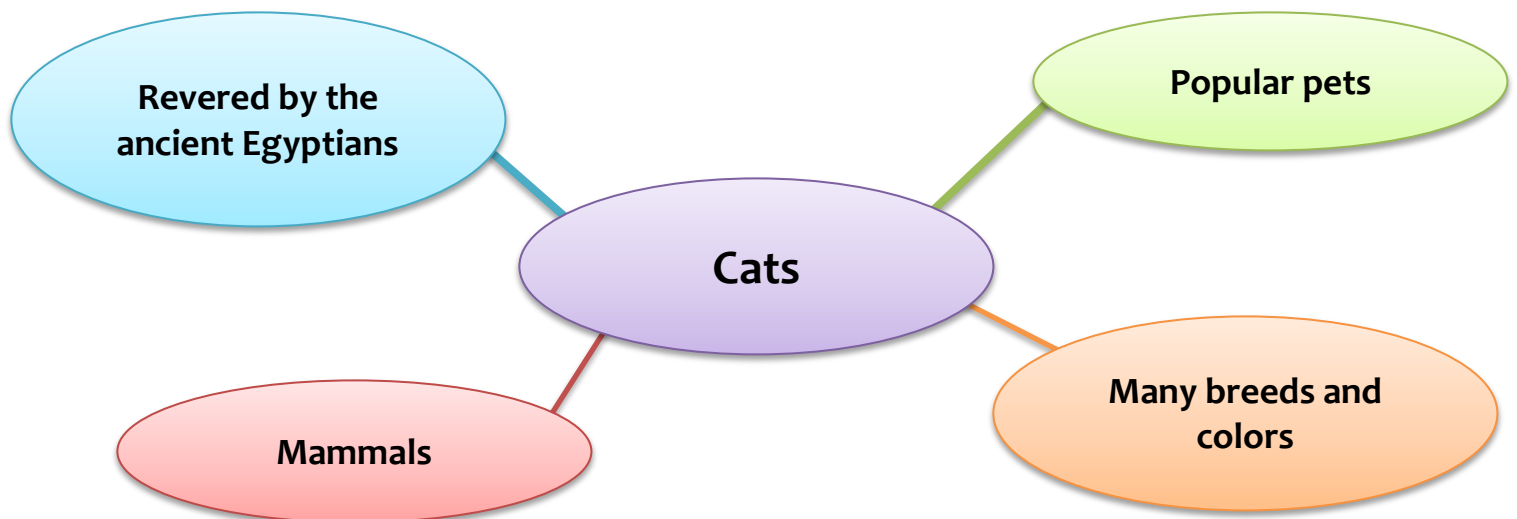 Revered by the
ancient Egyptians
Popular pets
Cats
Many breeds and
colors
Mammals